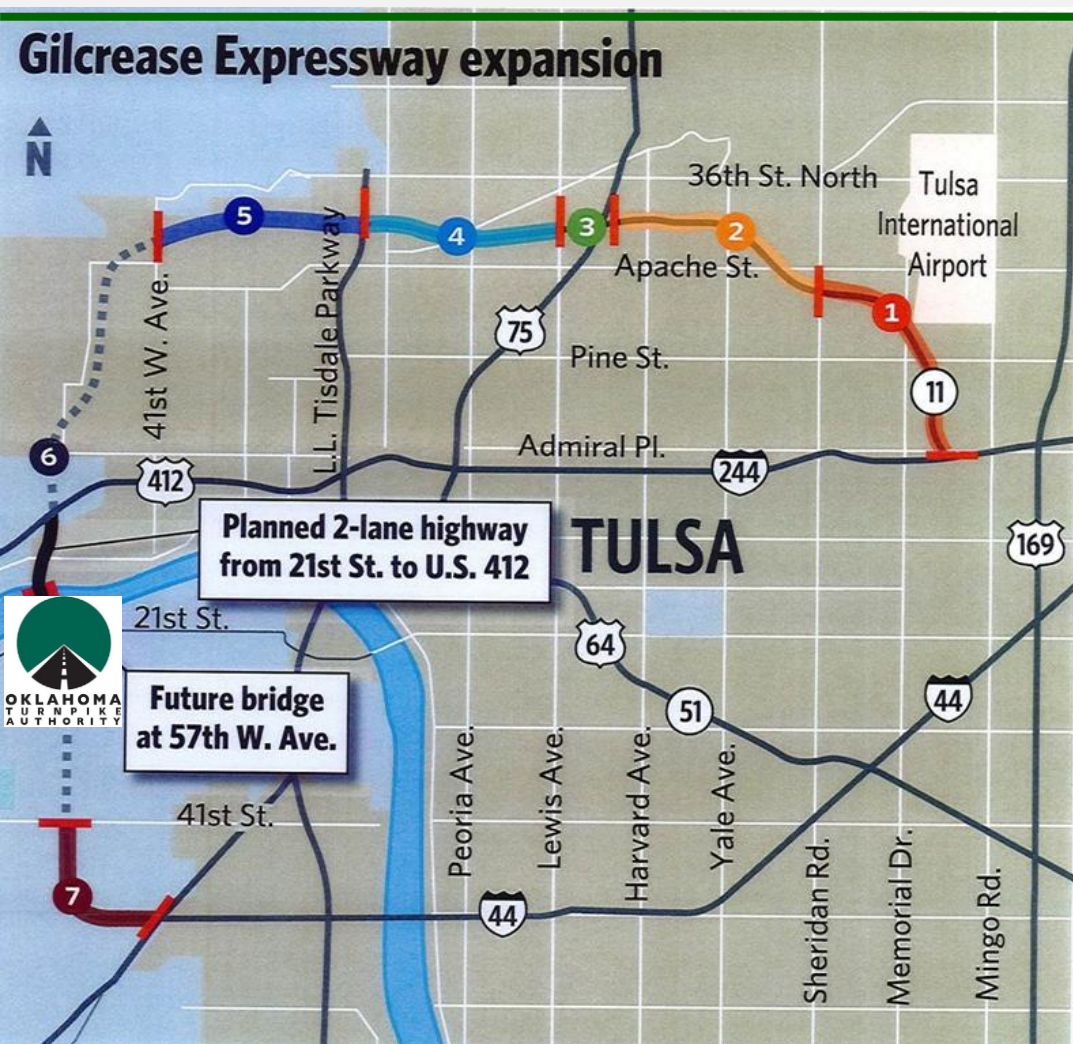 Gilcrease Expressway expansion
N
36th St. North
Tulsa
International
Airport
5
4
3
2
Apache St.
1
41st W. Ave.
L.L. Tisdale Parkway
75
Pine St.
11
6
Admiral Pl.
412
244
Planned 2-lane highway
from 21st St. to U.S. 412
TULSA
169
21st St.
64
OKLAHOMA
TURNPIKE
AUTHORITY
Future bridge
at 57th W. Ave.
51
44
41st St.
Peoria Ave.
Lewis Ave.
Harvard Ave.
Yale Ave.
Sheridan Rd.
Memorial Dr.
Mingo Rd.
7
44